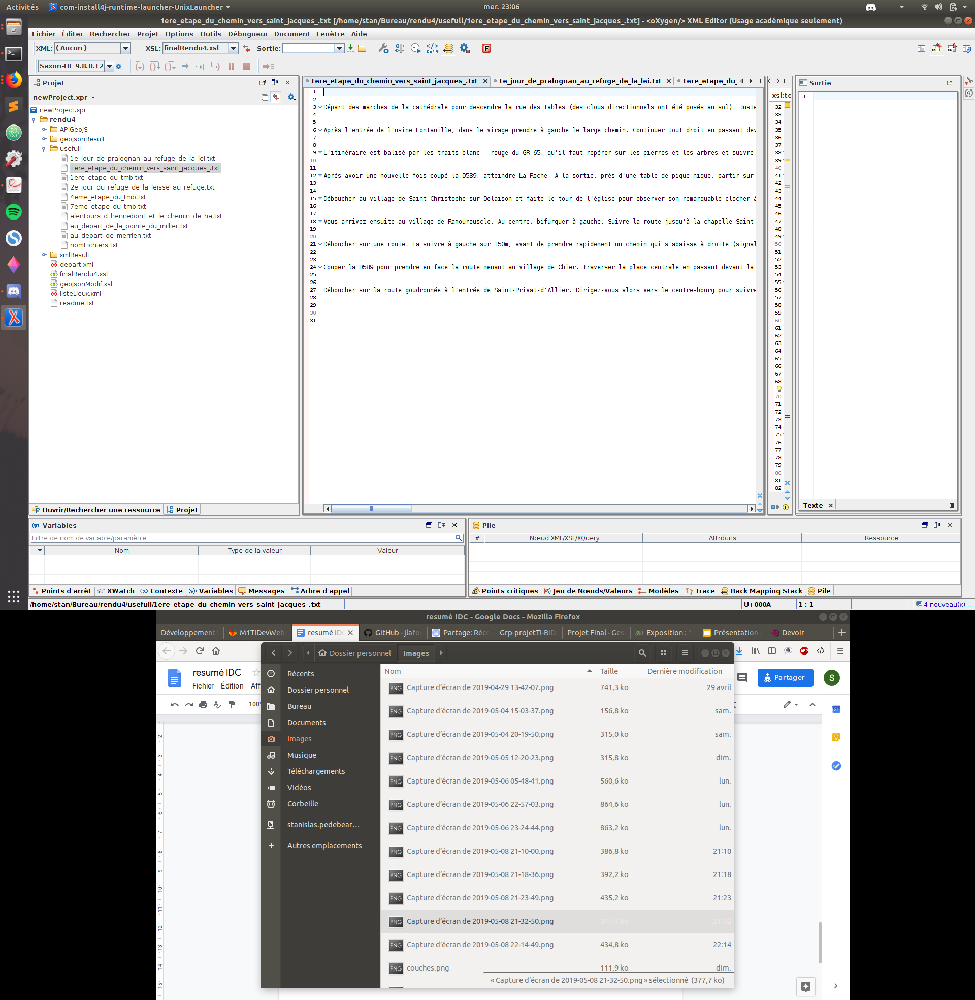 Activités com-install4j-runtime-launcher-UnixLauncher mer. 23:06
1ere_etape_du_chemin_vers_saint_jacques_.txt [/home/stan/Bureau/rendu4/usefull/1ere_etape_du_chemin_vers_saint_jacques_.txt] - <oXygen/> XML Editor (Usage académique seulement)
Fichier Éditer Rechercher Projet Options Outils Débogueur Document Fenêtre Aide
XML: ( Aucun ) XSL: finalRendu4.xsl Sortie:
Saxon-HE 9.8.0.12
Projet
newProject.xpr
newProject.xpr
rendu4
APIGeoJS
geoJsonResult
usefull
1e_jour_de_pralognan_au_refuge_de_la_lei.txt
1ere_etape_du_chemin_vers_saint_jacques_.txt
1ere_etape_du_tmb.txt
2e_jour_du_refuge_de_la_leisse_au_refuge.txt
4eme_etape_du_tmb.txt
7eme_etape_du_tmb.txt
alentours_d_hennebont_et_le_chemin_de_ha.txt
au_depart_de_la_pointe_du_millier.txt
au_depart_de_merrien.txt
nomFichiers.txt
xmlResult
depart.xml
finalRendu4.xsl
geoJsonModif.xsl
listeLieux.xml
readme.txt
Ouvrir/Rechercher une ressource Projet
1ere_etape_du_chemin_vers_saint_jacques_.txt 1e_jour_de_pralognan_au_refuge_de_la_lei.txt 1ere_etape_du_
1
2
3 Départ des marches de la cathédrale pour descendre la rue des tables (des clous directionnels ont été posés au sol). Juste
4
5
6 Après l'entrée de l'usine Fontanille, dans le virage prendre à gauche le large chemin. Continuer tout droit en passant dev
7
8
9 L'itinéraire est balisé par les traits blanc - rouge du GR 65, qu'il faut repérer sur les pierres et les arbres et suivre
10
11
12 Après avoir une nouvelle fois coupé la D589, atteindre La Roche. A la sortie, près d'une table de pique-nique, partir sur
13
14
15 Déboucher au village de Saint-Christophe-sur-Dolaison et faite le tour de l'église pour observer son remarquable clocher à
16
17
18 Vous arrivez ensuite au village de Ramourouscle. Au centre, bifurquer à gauche. Suivre la route jusqu'à la chapelle Saint-
19
20
21 Déboucher sur une route. La suivre à gauche sur 150m, avant de prendre rapidement un chemin qui s'abaisse à droite (signal
22
23
24 Couper la D589 pour prendre en face la route menant au village de Chier. Traverser la place centrale en passant devant la
25
26
27 Déboucher sur la route goudronnée à l'entrée de Saint-Privat-d'Allier. Dirigez-vous alors vers le centre-bourg pour suivre
28
29
30
31
xsl:te
32
33
34
35
36
37
38
39
40
41
42
43
44
45
46
47
48
49
50
51
52
53
54
55
56
57
58
59
60
61
62
63
64
65
66
67
68
70
71
72
73
74
75
76
77
78
79
80
81
82
Sortie
1
Texte
Variables
Filtre de nom de variable/paramètre
Nom Type de la valeur Valeur
Points d'arrêt XWatch Contexte Variables Messages Arbre d'appel
Pile
# Nœud XML/XSL/XQuery Attributs Ressource
Points critiques Jeu de Nœuds/Valeurs Modèles Trace Back Mapping Stack Pile
/home/stan/Bureau/rendu4/usefull/1ere_etape_du_chemin_vers_saint_jacques_.txt U+000A 1 : 1 4 nouveau(x) ...
resumé IDC - Google Docs - Mozilla Firefox
Développement M1TIDevWeb resumé IDC GitHub - jlafo Partage: Réce Grp-projetTI-BiD Projet Final - Ges Exposition : " Présentation Devoir
Dossier personnel Images
ABP
resumé IDC
Fichier Édition Aff
Partager S
100%
31
2
3
4
5
6
7
8
9
10
11
12
13
14
15
Récents
Dossier personnel
Bureau
Documents
Images
Musique
Téléchargements
Vidéos
Corbeille
stanislas.pedebear...
Autres emplacements
Nom Taille Dernière modification
Capture d'écran de 2019-04-29 13-42-07.png 741,3 ko 29 avril
Capture d'écran de 2019-05-04 15-03-37.png 156,8 ko sam.
Capture d'écran de 2019-05-04 20-19-50.png 315,0 ko sam.
Capture d'écran de 2019-05-05 12-20-23.png 315,8 ko dim.
Capture d'écran de 2019-05-06 05-48-41.png 560,6 ko lun.
Capture d'écran de 2019-05-06 22-57-03.png 864,6 ko lun.
Capture d'écran de 2019-05-06 23-24-44.png 863,2 ko lun.
Capture d'écran de 2019-05-08 21-10-00.png 386,8 ko 21:10
Capture d'écran de 2019-05-08 21-18-36.png 392,2 ko 21:18
Capture d'écran de 2019-05-08 21-23-49.png 435,2 ko 21:23
Capture d'écran de 2019-05-08 21-32-50.png 377,7 ko 21:32
Capture d'écran de 2019-05-08 22-14-49.png 434,8 ko 22:14
couches.png 111,9 ko dim.
« Capture d'écran de 2019-05-08 21-32-50.png » sélectionné (377,7 ko)